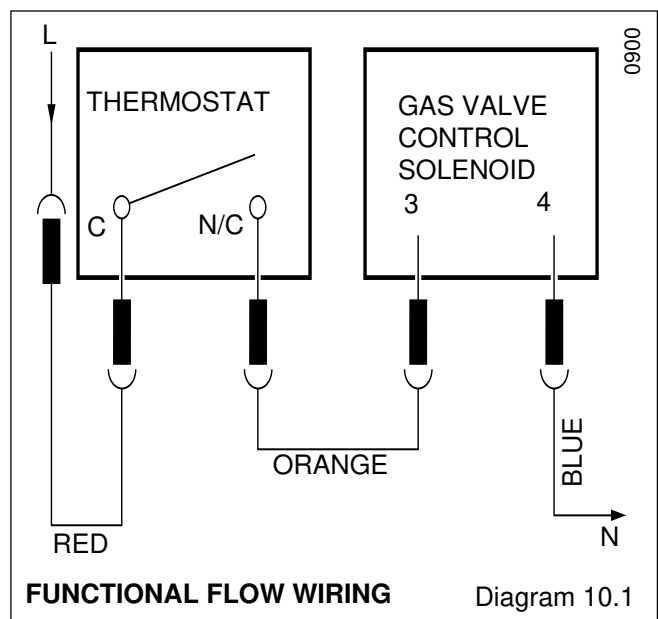 L
0900
THERMOSTAT
GAS VALVE
CONTROL
SOLENOID
3 4
C N/C
ORANGE
BLUE
RED
N
FUNCTIONAL FLOW WIRING Diagram 10.1